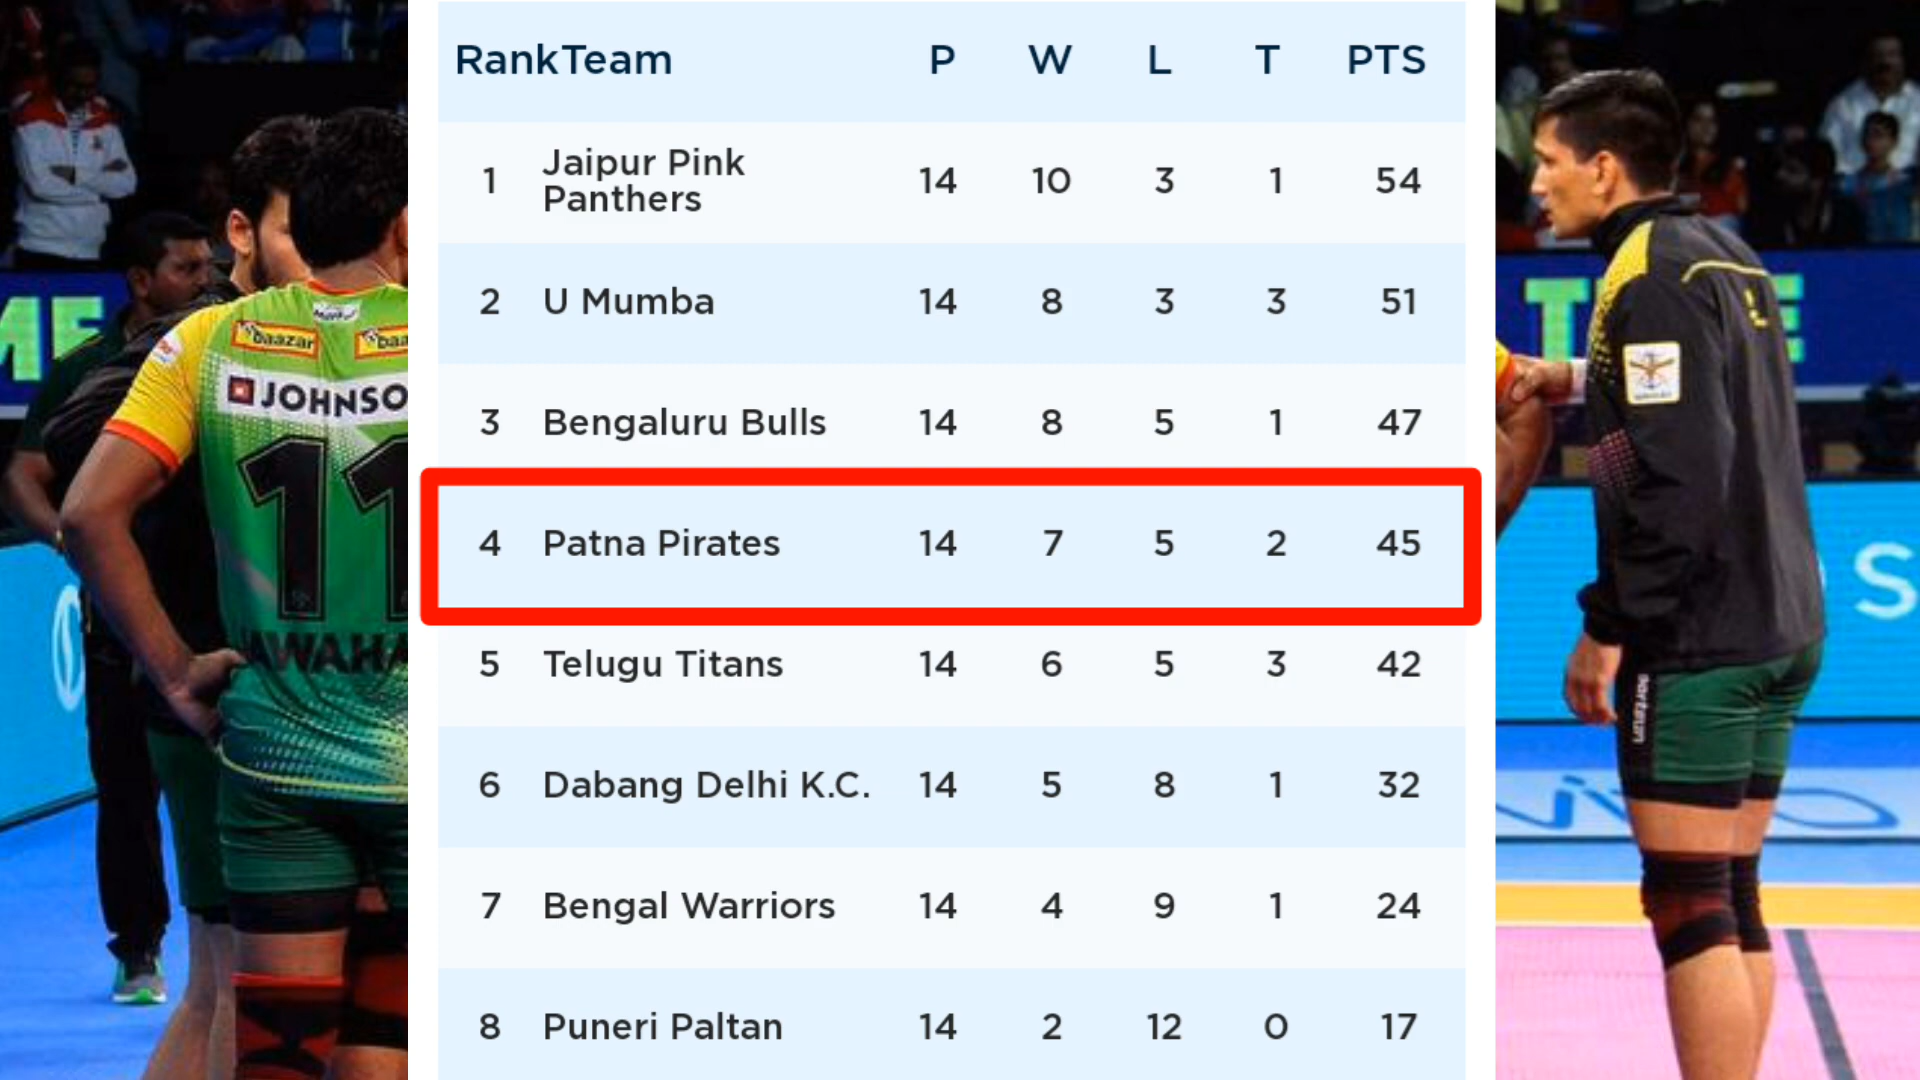 RankTeam P W L T PTS
1 Jaipur Pink Panthers 14 10 3 1 54
2 U Mumba 14 8 3 3 51
3 Bengaluru Bulls 14 8 5 1 47
4 Patna Pirates 14 7 5 2 45
5 Telugu Titans 14 6 5 3 42
6 Dabang Delhi K.C. 14 5 8 1 32
7 Bengal Warriors 14 4 9 1 24
8 Puneri Paltan 14 2 12 0 17
baazar
JOHNSO
11
AWAHA
vivo
S